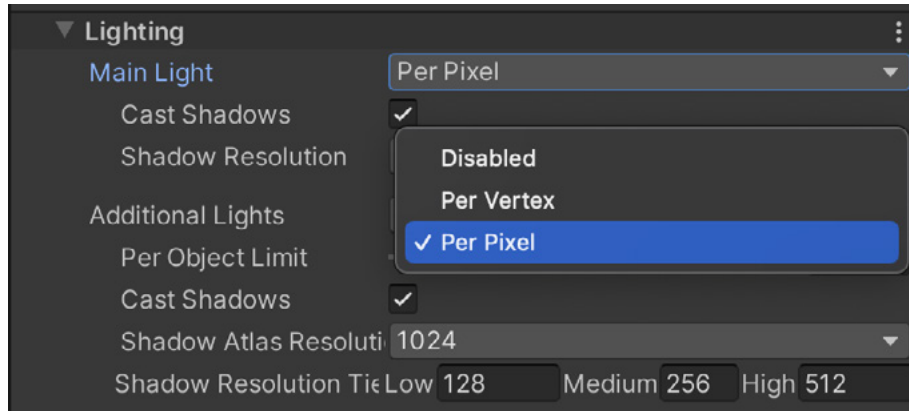 Lighting
Main Light Per Pixel
Cast Shadows
Shadow Resolution
Disabled
Per Vertex
Additional Lights
Per Pixel
Per Object Limit
Cast Shadows
Shadow Atlas Resoluti 1024
Shadow Resolution Tie Low 128 Medium 256 High 512